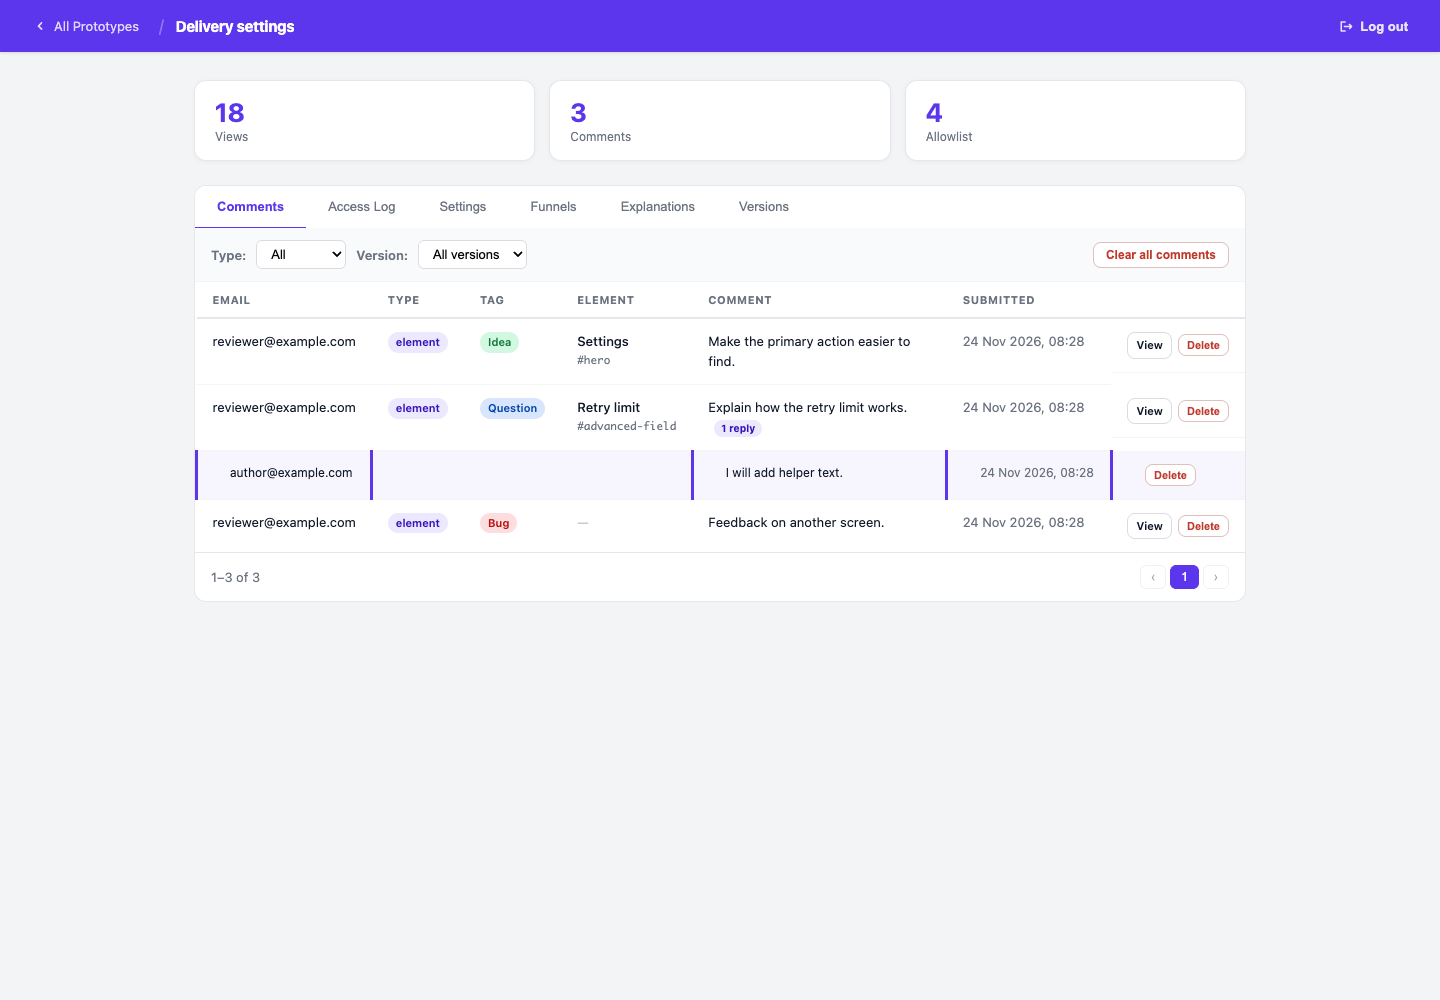 All Prototypes / Delivery settings
Log out
18
Views
3
Comments
4
Allowlist
Comments Access Log Settings Funnels Explanations Versions
Type: All Version: All versions Clear all comments
EMAIL TYPE TAG ELEMENT COMMENT SUBMITTED
reviewer@example.com element Idea Settings Make the primary action easier to 24 Nov 2026, 08:28 View Delete
#hero find.
reviewer@example.com element Question Retry limit Explain how the retry limit works. 24 Nov 2026, 08:28 View Delete
#advanced-field 1 reply
author@example.com I will add helper text. 24 Nov 2026, 08:28 Delete
reviewer@example.com element Bug — Feedback on another screen. 24 Nov 2026, 08:28 View Delete
1–3 of 3 ‹ 1 ›